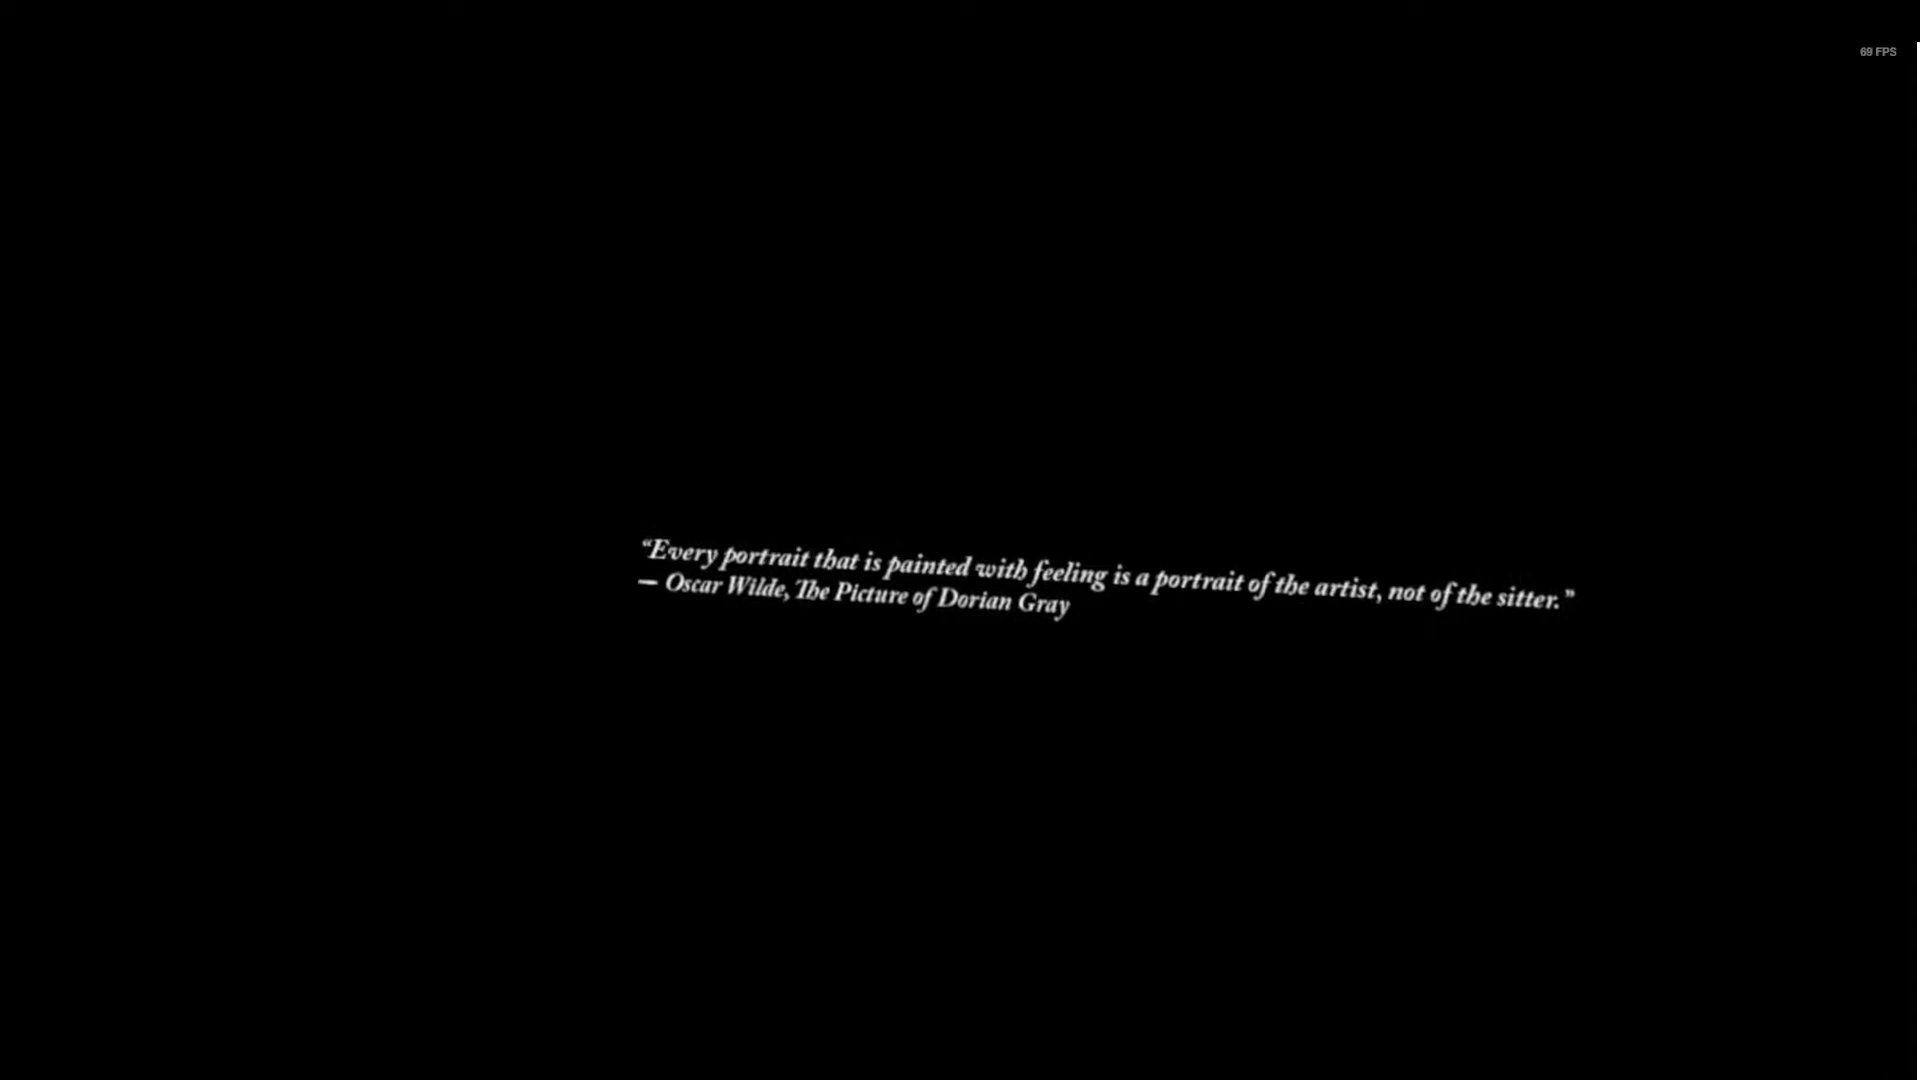 69 FPS
“Every portrait that is painted with feeling is a portrait of the artist, not of the sitter.”
— Oscar Wilde, The Picture of Dorian Gray